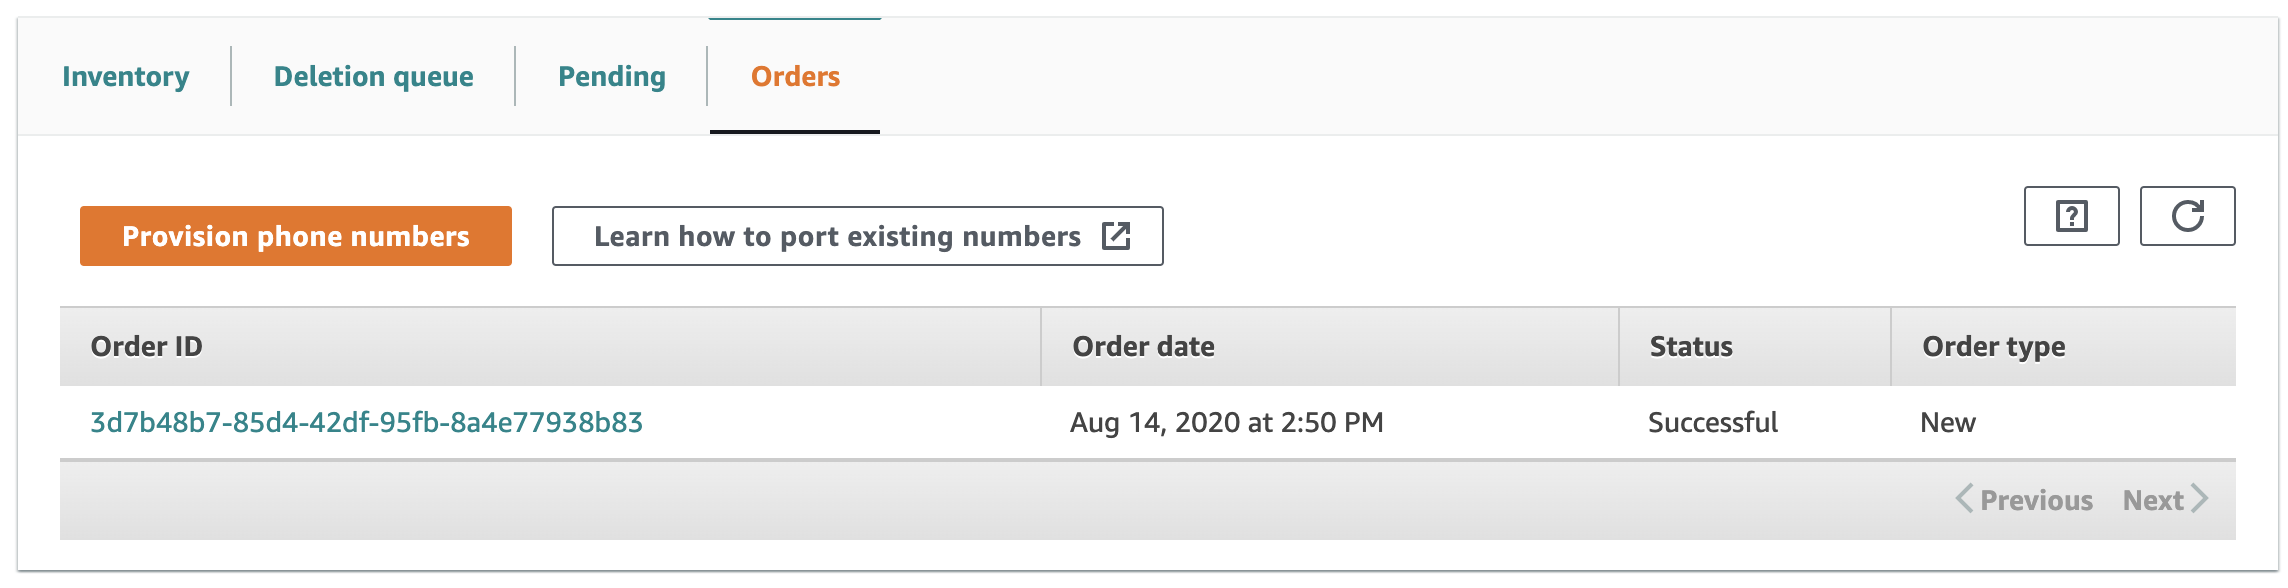 Inventory Deletion queue Pending Orders
Provision phone numbers Learn how to port existing numbers
Order ID Order date Status Order type
3d7b48b7-85d4-42df-95fb-8a4e77938b83 Aug 14, 2020 at 2:50 PM Successful New
Previous Next